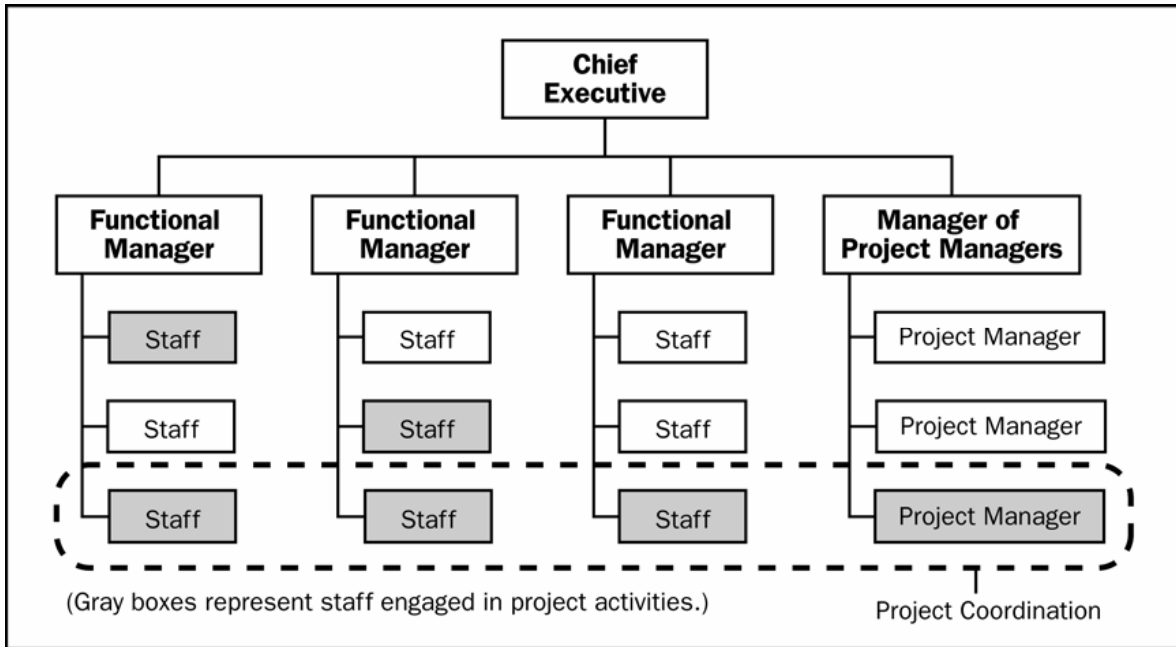 Chief
Executive
Functional
Manager
Functional
Manager
Functional
Manager
Manager of
Project Managers
Staff
Staff
Staff
Project Manager
Staff
Staff
Staff
Project Manager
Staff
Staff
Staff
Project Manager
(Gray boxes represent staff engaged in project activities.)
Project Coordination